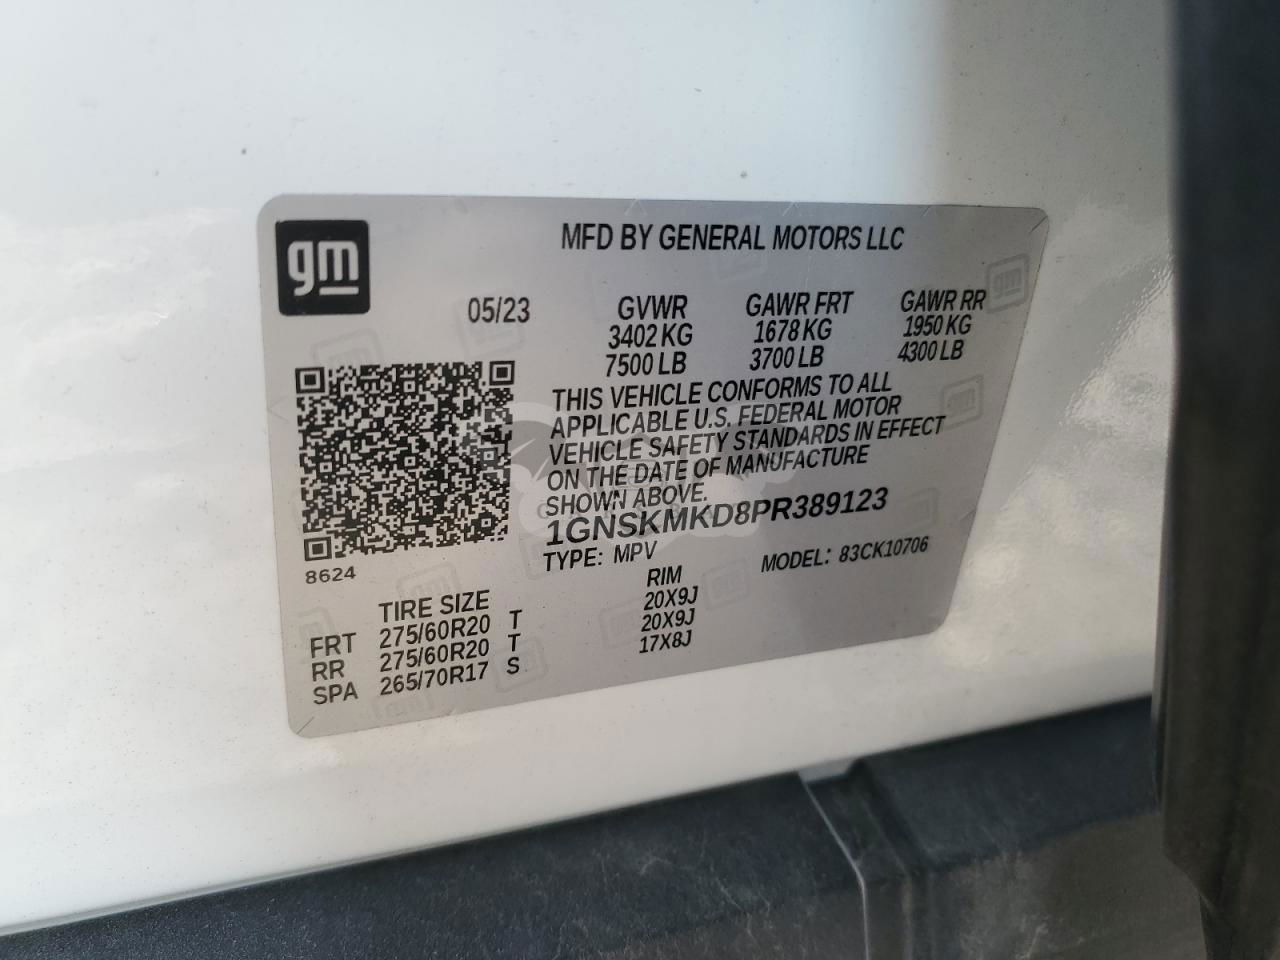 gm
MFD BY GENERAL MOTORS LLC
05/23 GVWR GAWR FRT GAWR RR
3402 KG 1678 KG 1950 KG
7500 LB 3700 LB 4300 LB
THIS VEHICLE CONFORMS TO ALL
APPLICABLE U.S. FEDERAL MOTOR
VEHICLE SAFETY STANDARDS IN EFFECT
ON THE DATE OF MANUFACTURE
SHOWN ABOVE.
1GNSKMKD8PR389123
TYPE: MPV MODEL: 83CK10706
8624
TIRE SIZE RIM
FRT 275/60R20 T 20X9J
RR 275/60R20 T 20X9J
SPA 265/70R17 S 17X8J